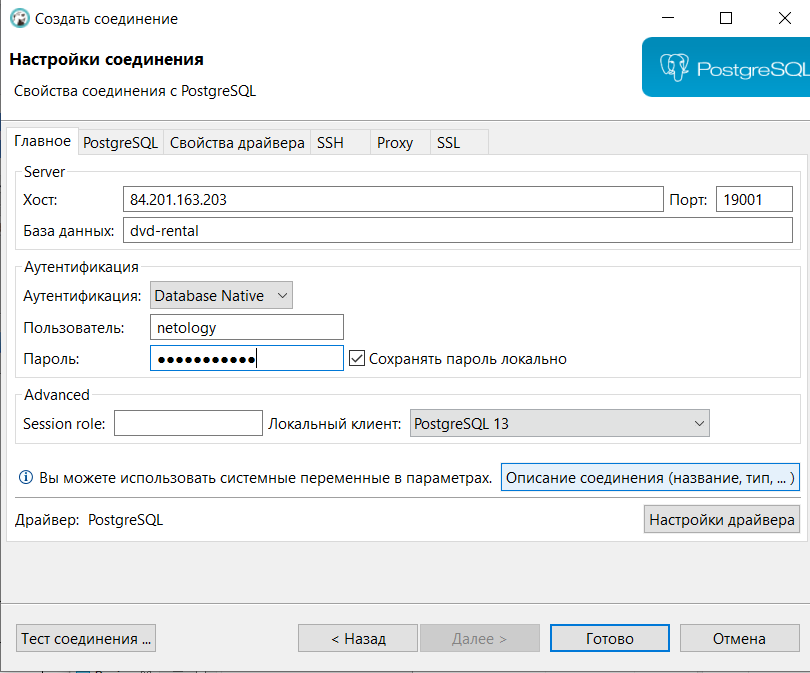 Создать соединение
Настройки соединения
Свойства соединения с PostgreSQL
PostgreSQL
Главное PostgreSQL Свойства драйвера SSH Proxy SSL
Server
Хост: 84.201.163.203 Порт: 19001
База данных: dvd-rental
Аутентификация
Аутентификация: Database Native
Пользователь: netology
Пароль: ●●●●●●●●●●● Сохранять пароль локально
Advanced
Session role: Локальный клиент: PostgreSQL 13
Вы можете использовать системные переменные в параметрах. Описание соединения (название, тип, ... )
Драйвер: PostgreSQL Настройки драйвера
Тест соединения ... < Назад Далее > Готово Отмена